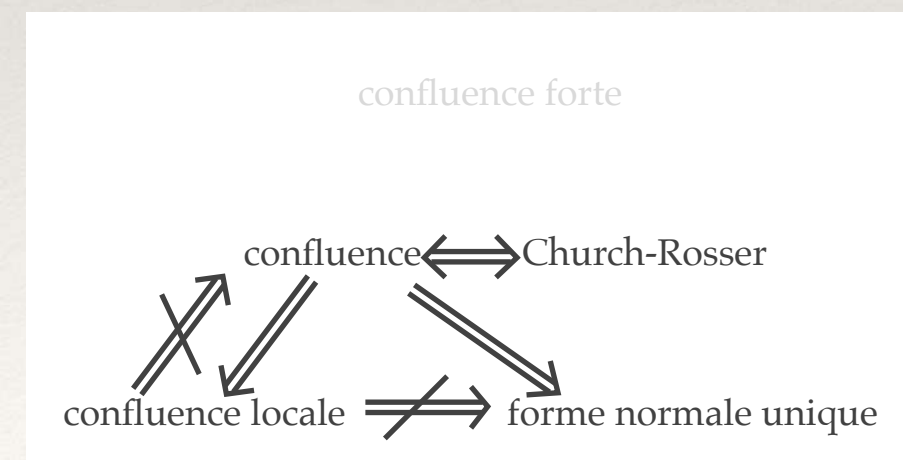 confluence forte
confluence Church-Rosser
confluence locale forme normale unique